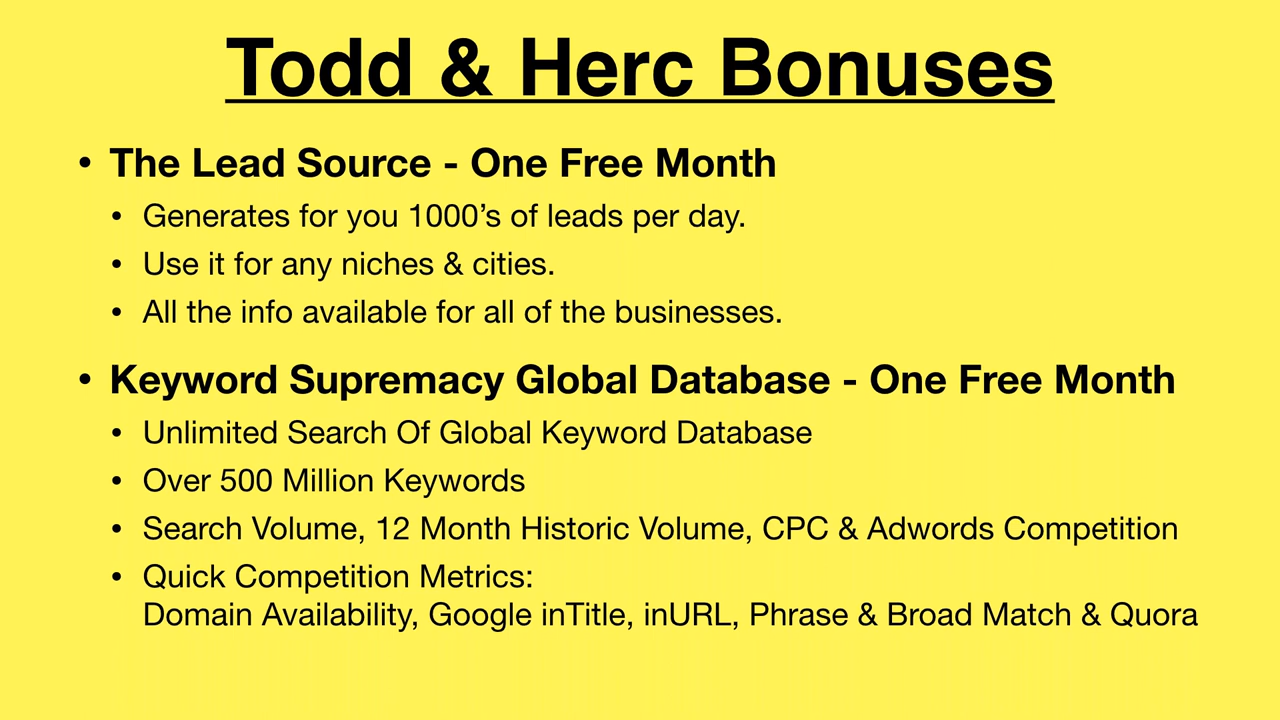 Todd & Herc Bonuses
• The Lead Source - One Free Month
• Generates for you 1000’s of leads per day.
• Use it for any niches & cities.
• All the info available for all of the businesses.
• Keyword Supremacy Global Database - One Free Month
• Unlimited Search Of Global Keyword Database
• Over 500 Million Keywords
• Search Volume, 12 Month Historic Volume, CPC & Adwords Competition
• Quick Competition Metrics:
Domain Availability, Google inTitle, inURL, Phrase & Broad Match & Quora